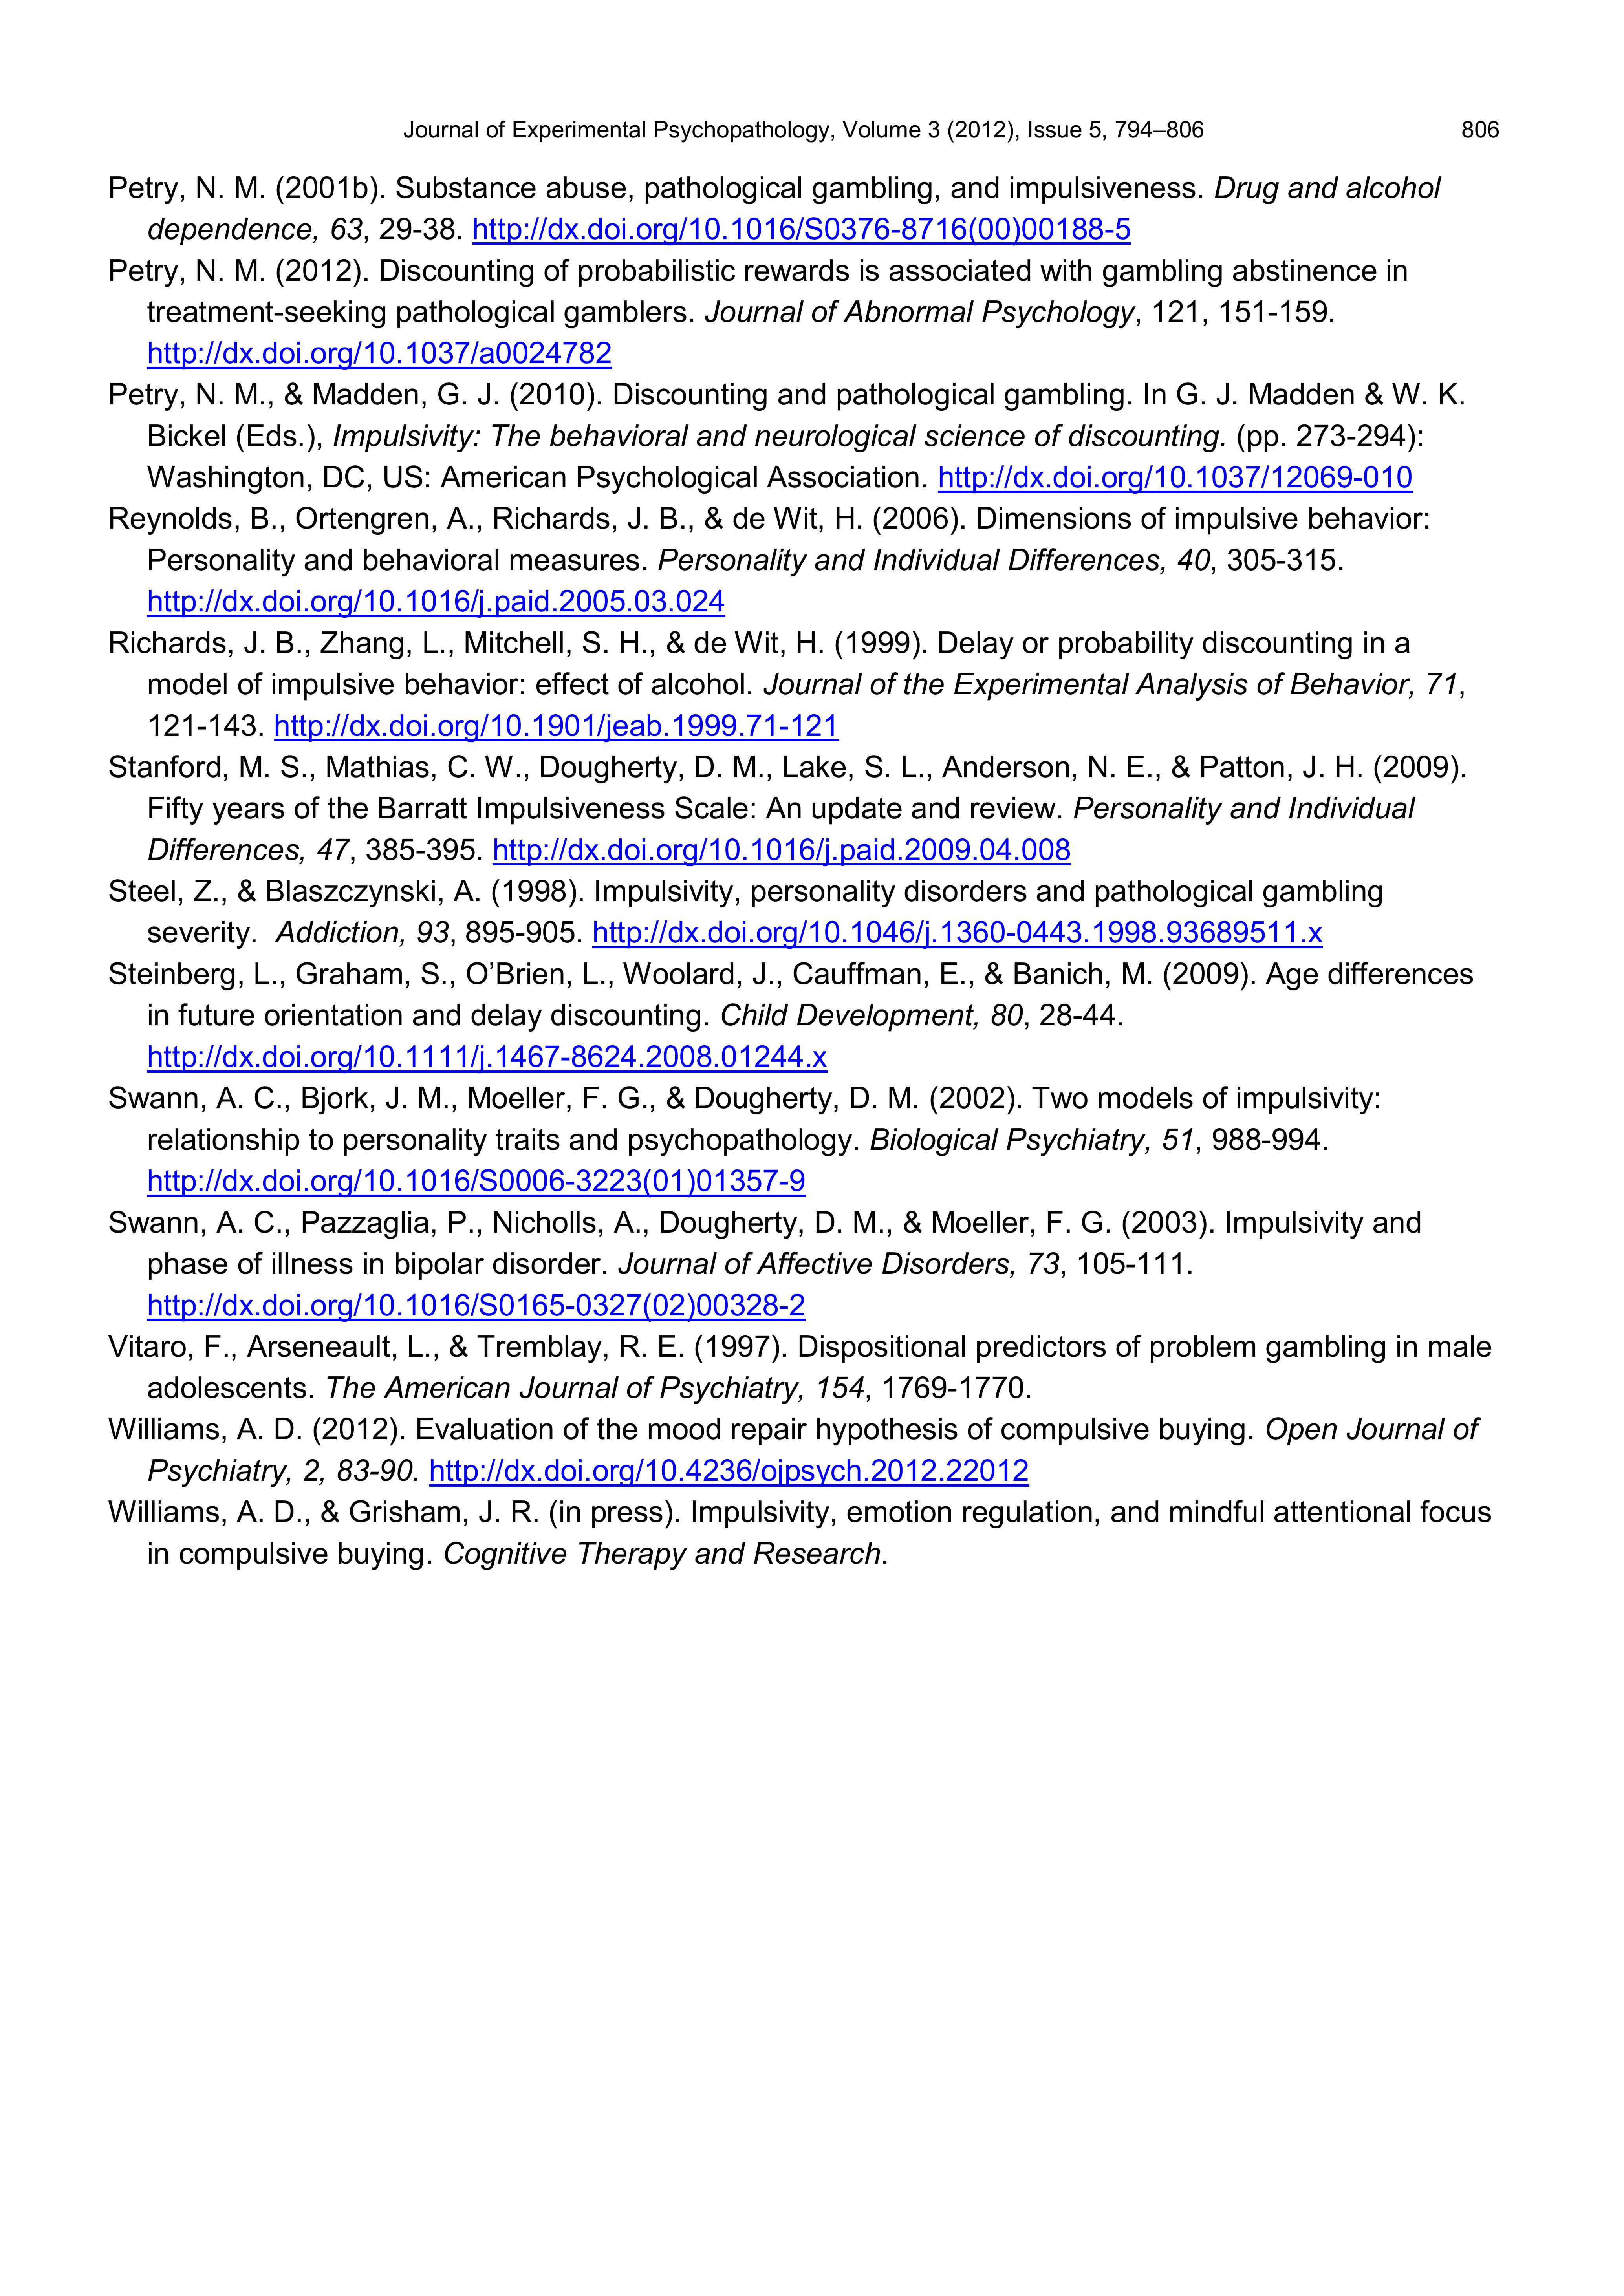 Journal of Experimental Psychopathology, Volume 3 (2012), Issue 5, 794–806 806
Petry, N. M. (2001b). Substance abuse, pathological gambling, and impulsiveness. Drug and alcohol
dependence, 63, 29-38. http://dx.doi.org/10.1016/S0376-8716(00)00188-5
Petry, N. M. (2012). Discounting of probabilistic rewards is associated with gambling abstinence in
treatment-seeking pathological gamblers. Journal of Abnormal Psychology, 121, 151-159.
http://dx.doi.org/10.1037/a0024782
Petry, N. M., & Madden, G. J. (2010). Discounting and pathological gambling. In G. J. Madden & W. K.
Bickel (Eds.), Impulsivity: The behavioral and neurological science of discounting. (pp. 273-294):
Washington, DC, US: American Psychological Association. http://dx.doi.org/10.1037/12069-010
Reynolds, B., Ortengren, A., Richards, J. B., & de Wit, H. (2006). Dimensions of impulsive behavior:
Personality and behavioral measures. Personality and Individual Differences, 40, 305-315.
http://dx.doi.org/10.1016/j.paid.2005.03.024
Richards, J. B., Zhang, L., Mitchell, S. H., & de Wit, H. (1999). Delay or probability discounting in a
model of impulsive behavior: effect of alcohol. Journal of the Experimental Analysis of Behavior, 71,
121-143. http://dx.doi.org/10.1901/jeab.1999.71-121
Stanford, M. S., Mathias, C. W., Dougherty, D. M., Lake, S. L., Anderson, N. E., & Patton, J. H. (2009).
Fifty years of the Barratt Impulsiveness Scale: An update and review. Personality and Individual
Differences, 47, 385-395. http://dx.doi.org/10.1016/j.paid.2009.04.008
Steel, Z., & Blaszczynski, A. (1998). Impulsivity, personality disorders and pathological gambling
severity. Addiction, 93, 895-905. http://dx.doi.org/10.1046/j.1360-0443.1998.93689511.x
Steinberg, L., Graham, S., O’Brien, L., Woolard, J., Cauffman, E., & Banich, M. (2009). Age differences
in future orientation and delay discounting. Child Development, 80, 28-44.
http://dx.doi.org/10.1111/j.1467-8624.2008.01244.x
Swann, A. C., Bjork, J. M., Moeller, F. G., & Dougherty, D. M. (2002). Two models of impulsivity:
relationship to personality traits and psychopathology. Biological Psychiatry, 51, 988-994.
http://dx.doi.org/10.1016/S0006-3223(01)01357-9
Swann, A. C., Pazzaglia, P., Nicholls, A., Dougherty, D. M., & Moeller, F. G. (2003). Impulsivity and
phase of illness in bipolar disorder. Journal of Affective Disorders, 73, 105-111.
http://dx.doi.org/10.1016/S0165-0327(02)00328-2
Vitaro, F., Arseneault, L., & Tremblay, R. E. (1997). Dispositional predictors of problem gambling in male
adolescents. The American Journal of Psychiatry, 154, 1769-1770.
Williams, A. D. (2012). Evaluation of the mood repair hypothesis of compulsive buying. Open Journal of
Psychiatry, 2, 83-90. http://dx.doi.org/10.4236/ojpsych.2012.22012
Williams, A. D., & Grisham, J. R. (in press). Impulsivity, emotion regulation, and mindful attentional focus
in compulsive buying. Cognitive Therapy and Research.